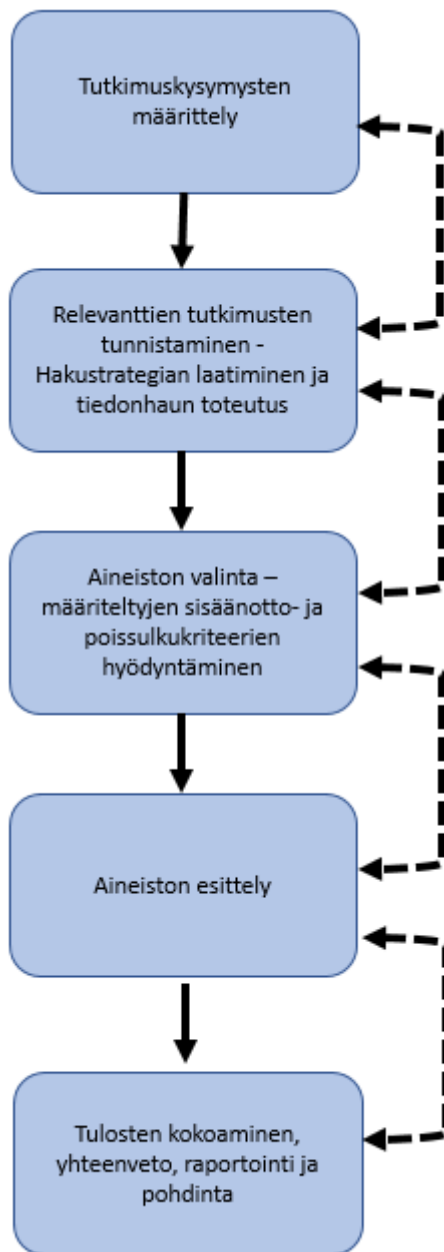 Tutkimuskysymysten
määrittely
Relevanttien tutkimusten
tunnistaminen -
Hakustrategian laatiminen ja
tiedonhaun toteutus
Aineiston valinta –
määriteltyjen sisäänotto- ja
poissulkukriteerien
hyödyntäminen
Aineiston esittely
Tulosten kokoaminen,
yhteenveto, raportointi ja
pohdinta